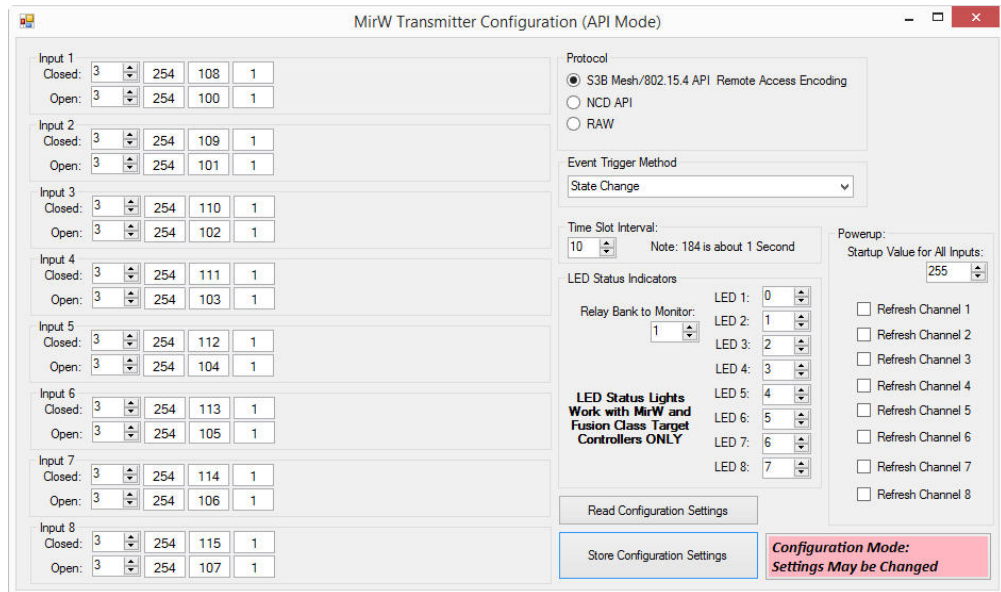 MirW Transmitter Configuration (API Mode)
Input 1
Closed: 3 254 108 1
Open: 3 254 100 1
Input 2
Closed: 3 254 109 1
Open: 3 254 101 1
Input 3
Closed: 3 254 110 1
Open: 3 254 102 1
Input 4
Closed: 3 254 111 1
Open: 3 254 103 1
Input 5
Closed: 3 254 112 1
Open: 3 254 104 1
Input 6
Closed: 3 254 113 1
Open: 3 254 105 1
Input 7
Closed: 3 254 114 1
Open: 3 254 106 1
Input 8
Closed: 3 254 115 1
Open: 3 254 107 1
Protocol
S3B Mesh/802.15.4 API Remote Access Encoding
NCD API
RAW
Event Trigger Method
State Change
Time Slot Interval:
10 Note: 184 is about 1 Second
LED Status Indicators
Relay Bank to Monitor:
1
LED Status Lights
Work with MirW and
Fusion Class Target
Controllers ONLY
LED 1: 0
LED 2: 1
LED 3: 2
LED 4: 3
LED 5: 4
LED 6: 5
LED 7: 6
LED 8: 7
Powerup:
Startup Value for All Inputs:
255
Refresh Channel 1
Refresh Channel 2
Refresh Channel 3
Refresh Channel 4
Refresh Channel 5
Refresh Channel 6
Refresh Channel 7
Refresh Channel 8
Read Configuration Settings
Store Configuration Settings
Configuration Mode:
Settings May be Changed